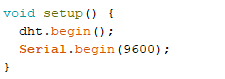 void setup() {
  dht.begin();
  Serial.begin(9600);
}